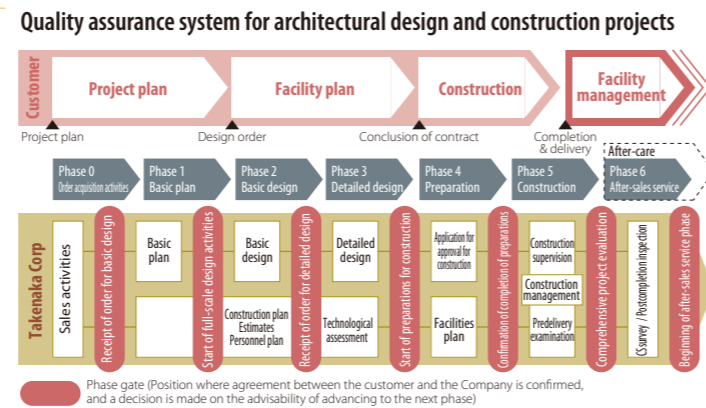 Quality assurance system for architectural design and construction projects
Customer
Project plan
Facility plan
Construction
Facility
management
Project plan
Design order
Conclusion of contract
Completion
& delivery
After-care
Phase 0
Order acquisition activities
Phase 1
Basic plan
Phase 2
Basic design
Phase 3
Detailed design
Phase 4
Preparation
Phase 5
Construction
Phase 6
After-sales service
Takenaka Corp
Sales activities
Receipt of order for basic design
Basic
plan
Start of full-scale design activities
Basic
design
Construction plan
Estimates
Personnel plan
Receipt of order for detailed design
Detailed
design
Technological
assessment
Start of preparations for construction
Application for
approval for
construction
Facilities
plan
Confirmation of completion of preparations
Construction
supervision
Construction
management
Predelivery
examination
Comprehensive project evaluation
CS survey / Postcompletion inspection
Beginning of after-sales service phase
Phase gate (Position where agreement between the customer and the Company is confirmed,
and a decision is made on the advisability of advancing to the next phase)